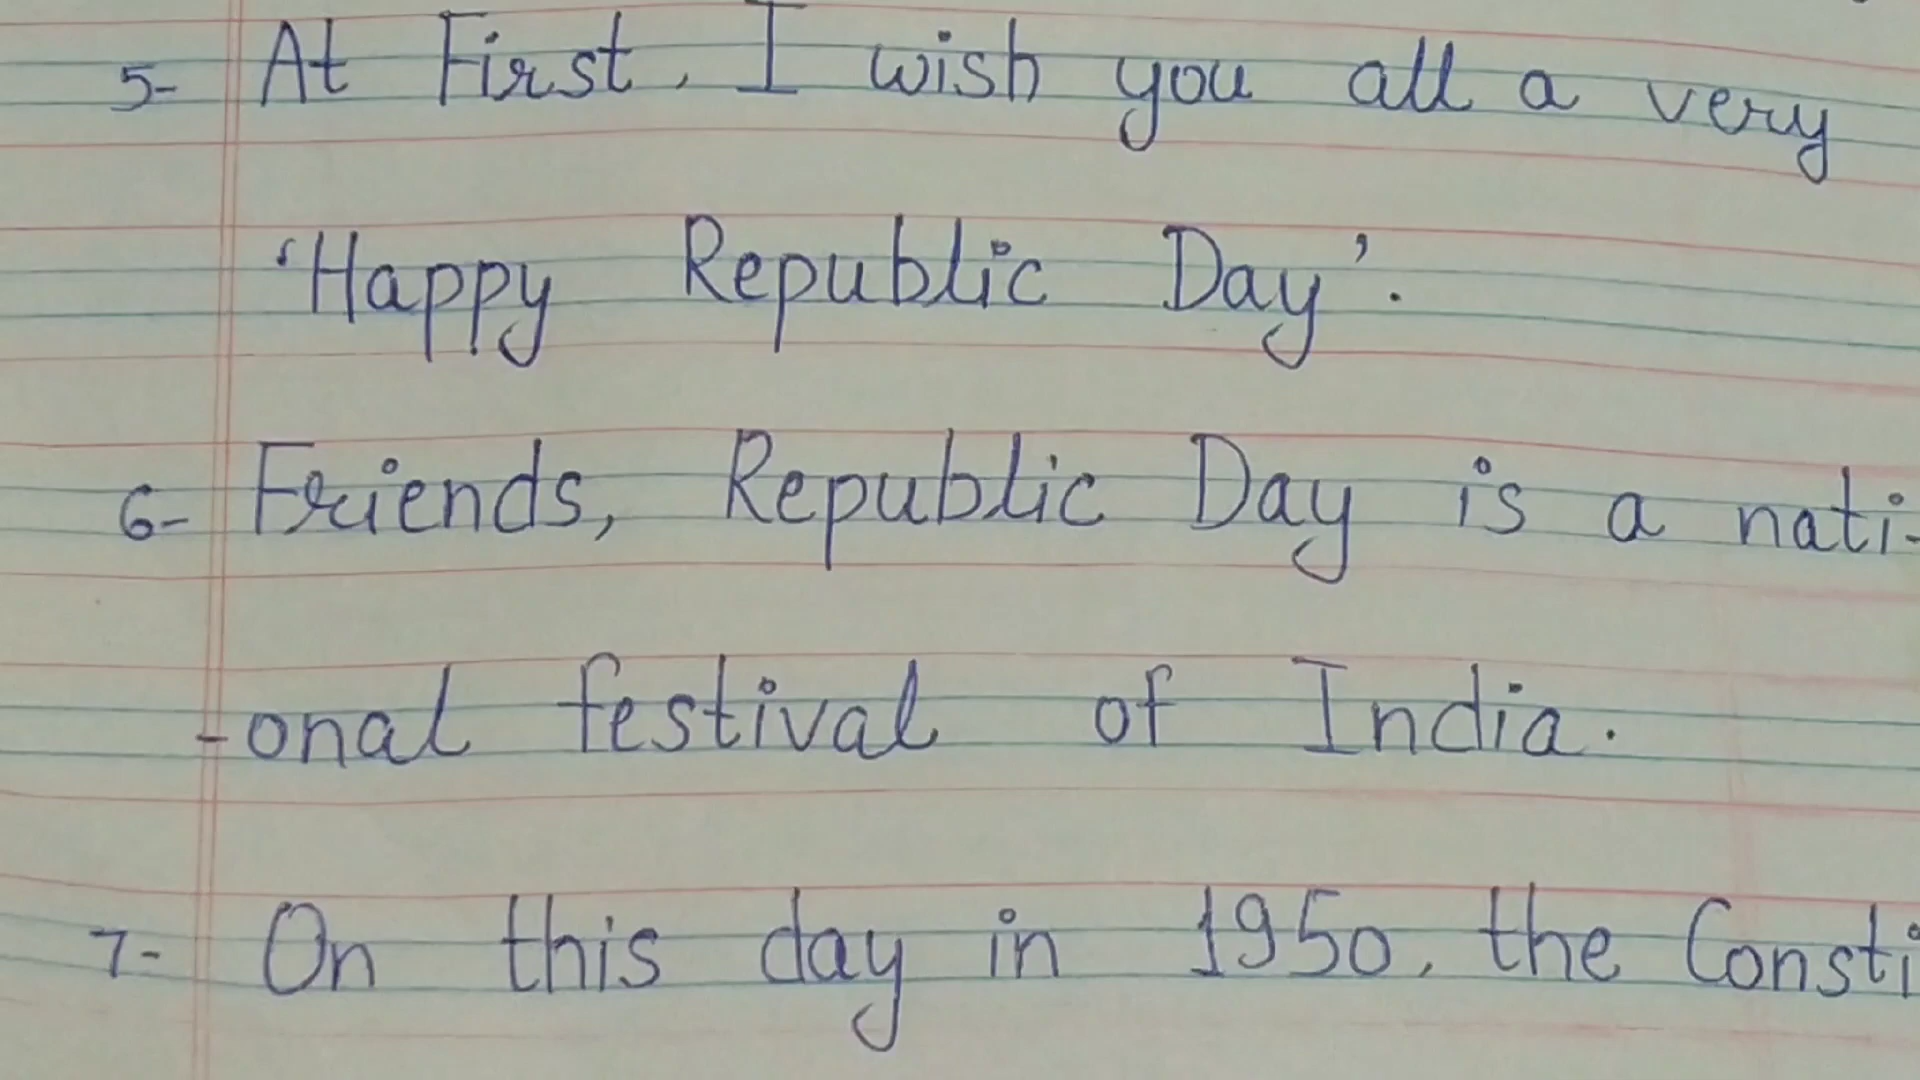 5- At First, I wish you all a very
'Happy Republic Day'.
6- Friends, Republic Day is a nati-
-onal festival of India.
7- On this day in 1950, the Consti